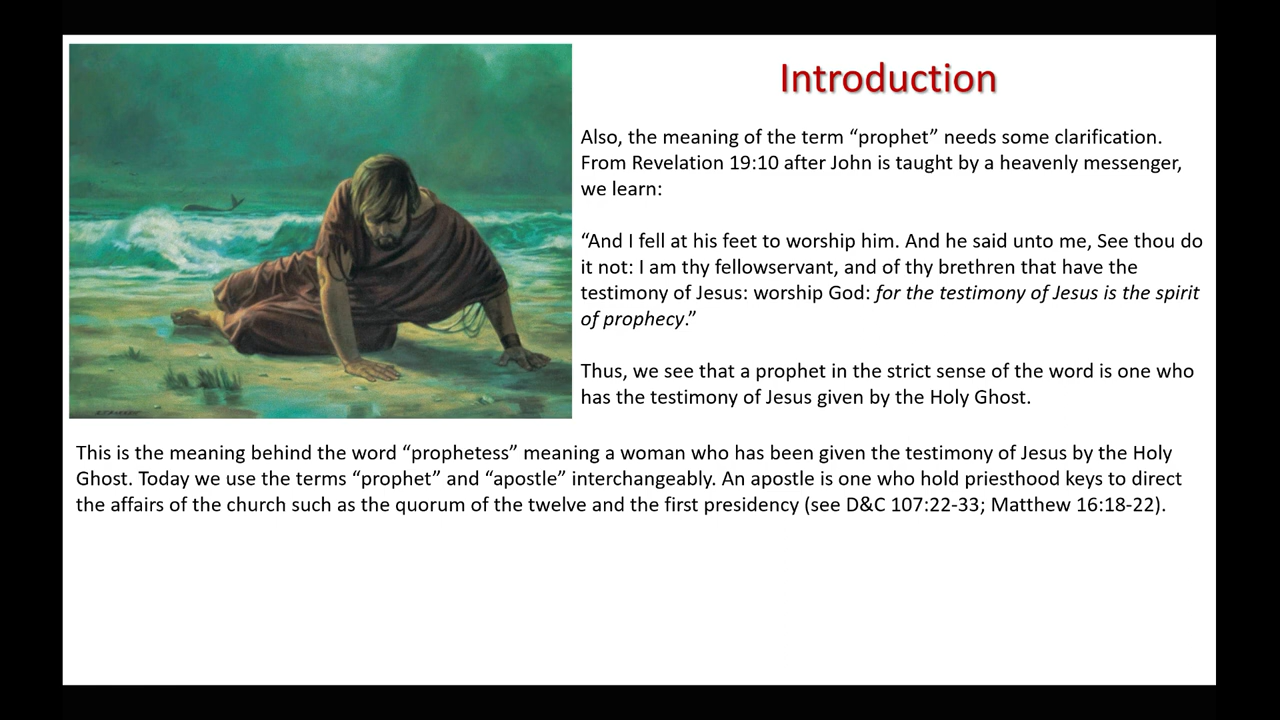 Introduction
Also, the meaning of the term “prophet” needs some clarification.
From Revelation 19:10 after John is taught by a heavenly messenger,
we learn:
“And I fell at his feet to worship him. And he said unto me, See thou do
it not: I am thy fellowservant, and of thy brethren that have the
testimony of Jesus: worship God: for the testimony of Jesus is the spirit
of prophecy.”
Thus, we see that a prophet in the strict sense of the word is one who
has the testimony of Jesus given by the Holy Ghost.
This is the meaning behind the word “prophetess” meaning a woman who has been given the testimony of Jesus by the Holy
Ghost. Today we use the terms “prophet” and “apostle” interchangeably. An apostle is one who hold priesthood keys to direct
the affairs of the church such as the quorum of the twelve and the first presidency (see D&C 107:22-33; Matthew 16:18-22).